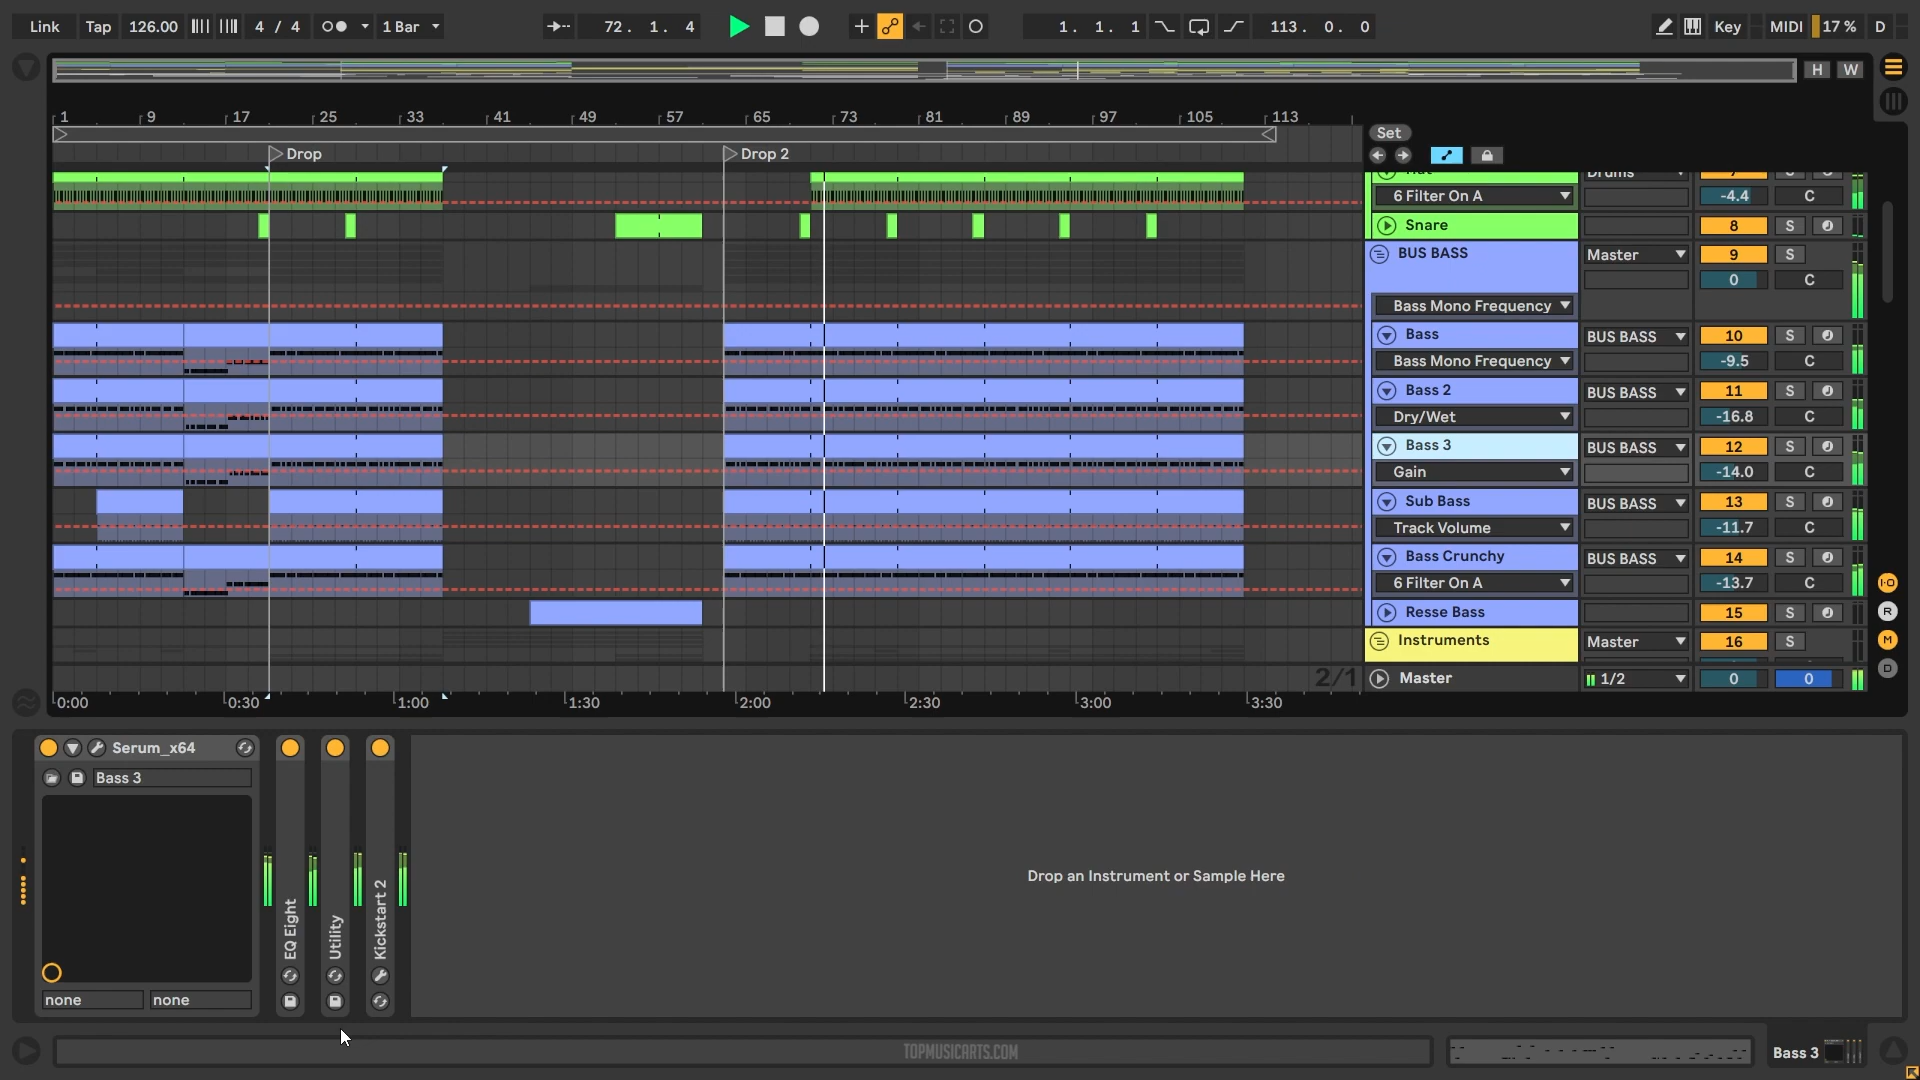 Link Tap 126.00 4 / 4 1 Bar 72. 1. 4 1. 1. 1 113. 0. 0 Key MIDI 17 % D
H W
1 9 17 25 33 41 49 57 65 73 81 89 97 105 113
Set
Drop Drop 2
6 Filter On A -4.4 C
Snare 8 S
BUS BASS Master 9 S
0 C
Bass Mono Frequency
Bass BUS BASS 10 S
Bass Mono Frequency -9.5 C
Bass 2 BUS BASS 11 S
Dry/Wet -16.8 C
Bass 3 BUS BASS 12 S
Gain -14.0 C
Sub Bass BUS BASS 13 S
Track Volume -11.7 C
Bass Crunchy BUS BASS 14 S
6 Filter On A -13.7 C
Resse Bass 15 S
Instruments Master 16 S
2/1 Master 1/2 0 0
I·O
R
M
D
0:00 0:30 1:00 1:30 2:00 2:30 3:00 3:30
Serum_x64
Bass 3
none none
EQ Eight
Utility
Kickstart 2
Drop an Instrument or Sample Here
TOPMUSICARTS.COM
Bass 3